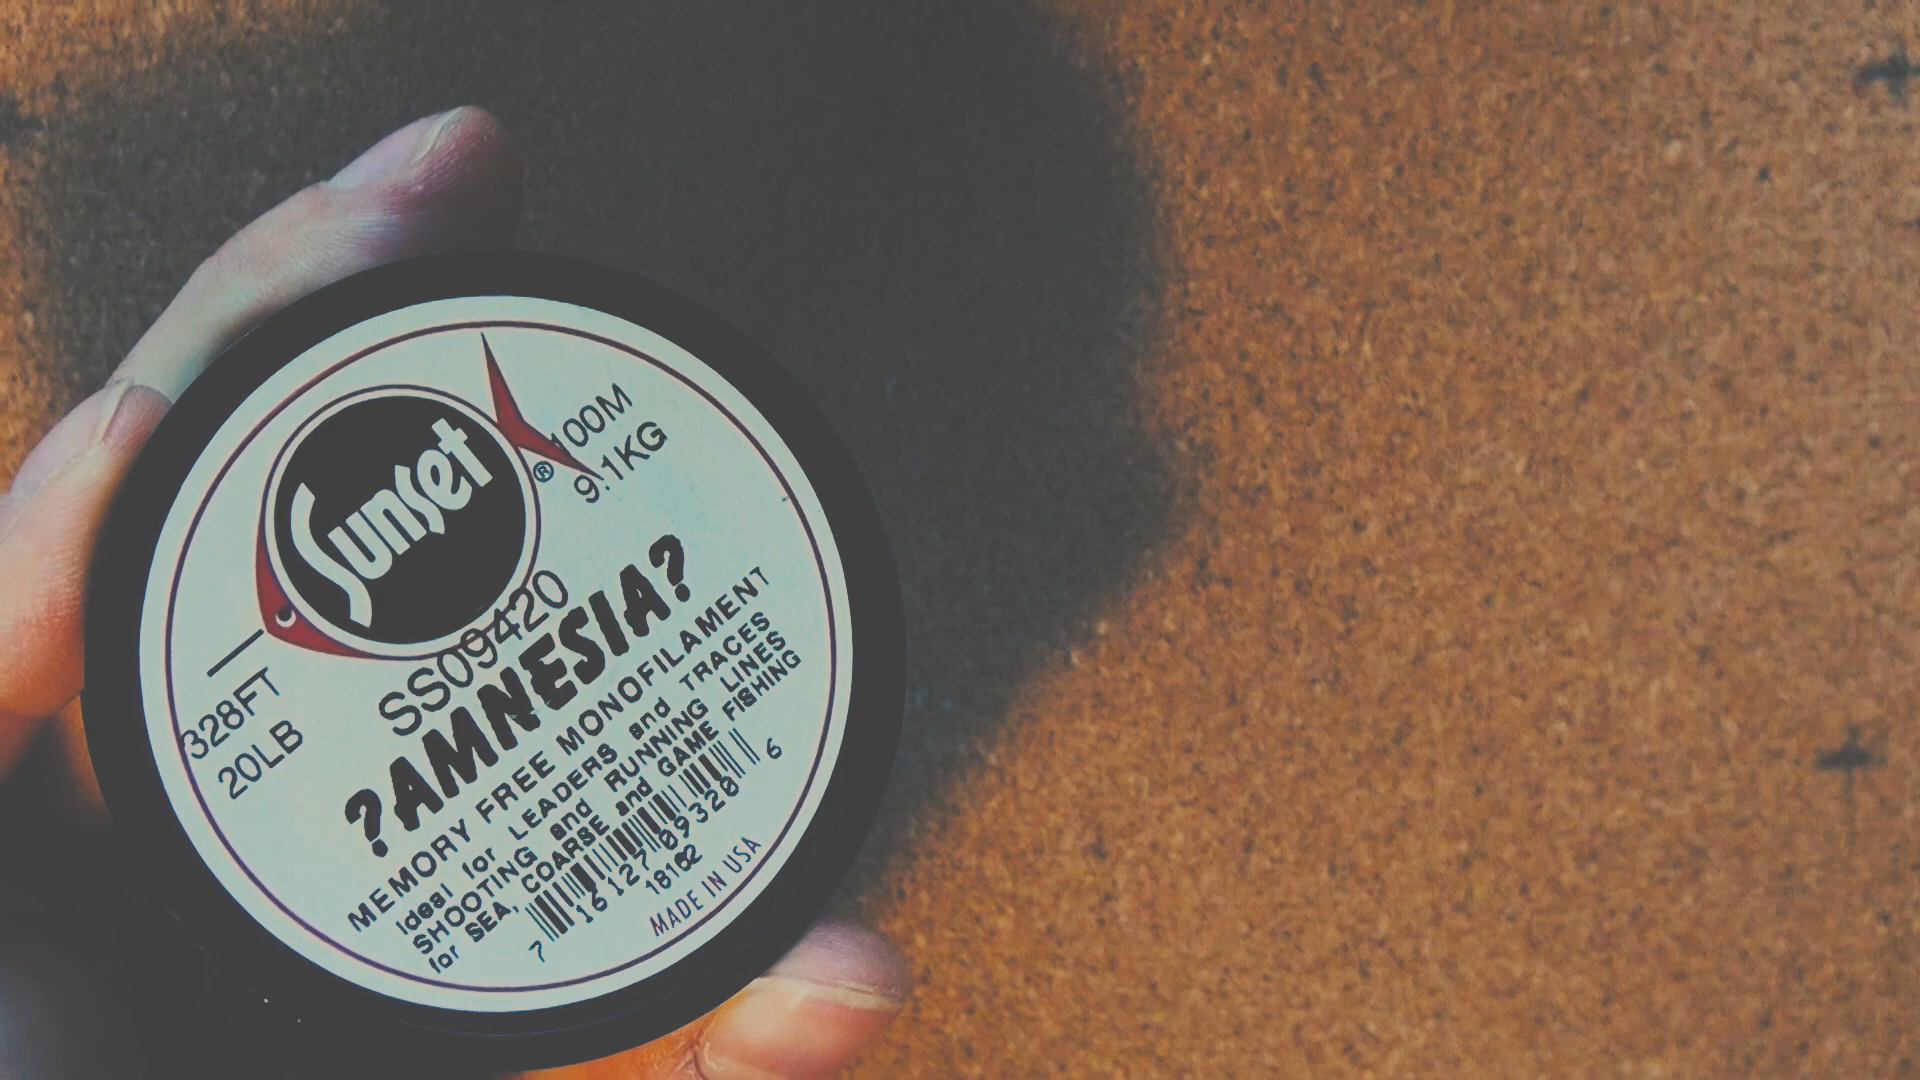 Sunset
®
100M
9.1KG
328FT
20LB
SS09420
?AMNESIA?
MEMORY FREE MONOFILAMENT
Ideal for LEADERS and TRACES
SHOOTING and RUNNING LINES
for SEA, COARSE and GAME FISHING
7 16127 09320 6
18162
MADE IN USA